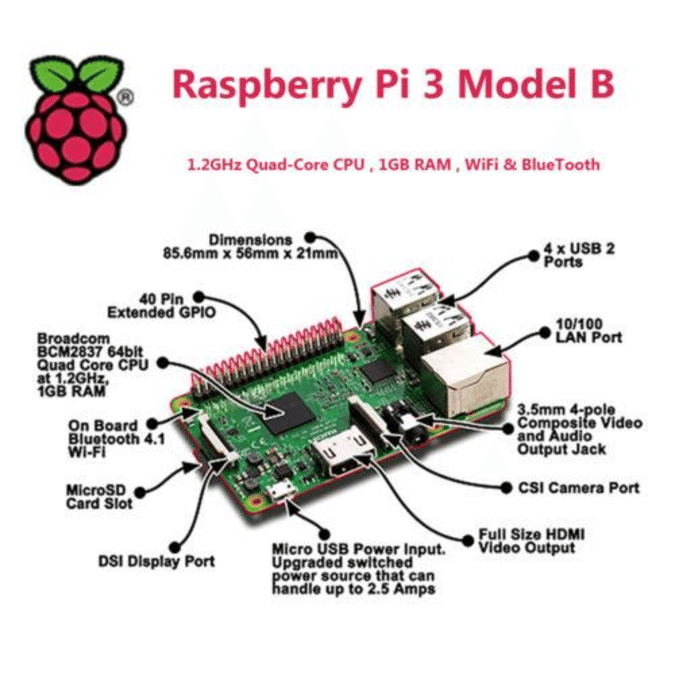 ®
Raspberry Pi 3 Model B
1.2GHz Quad-Core CPU , 1GB RAM , WiFi & BlueTooth
Dimensions
85.6mm x 56mm x 21mm
4 x USB 2
Ports
40 Pin
Extended GPIO
10/100
LAN Port
Broadcom
BCM2837 64bit
Quad Core CPU
at 1.2GHz,
1GB RAM
On Board
Bluetooth 4.1
Wi-Fi
3.5mm 4-pole
Composite Video
and Audio
Output Jack
MicroSD
Card Slot
CSI Camera Port
DSI Display Port
Full Size HDMI
Video Output
Micro USB Power Input.
Upgraded switched
power source that can
handle up to 2.5 Amps